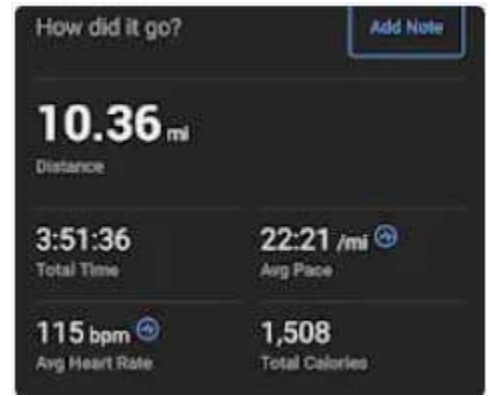 How did it go?
Add Note
10.36 mi
Distance
3:51:36
22:21 /mi
Total Time
Avg Pace
115 bpm
1,508
Avg Heart Rate
Total Calories